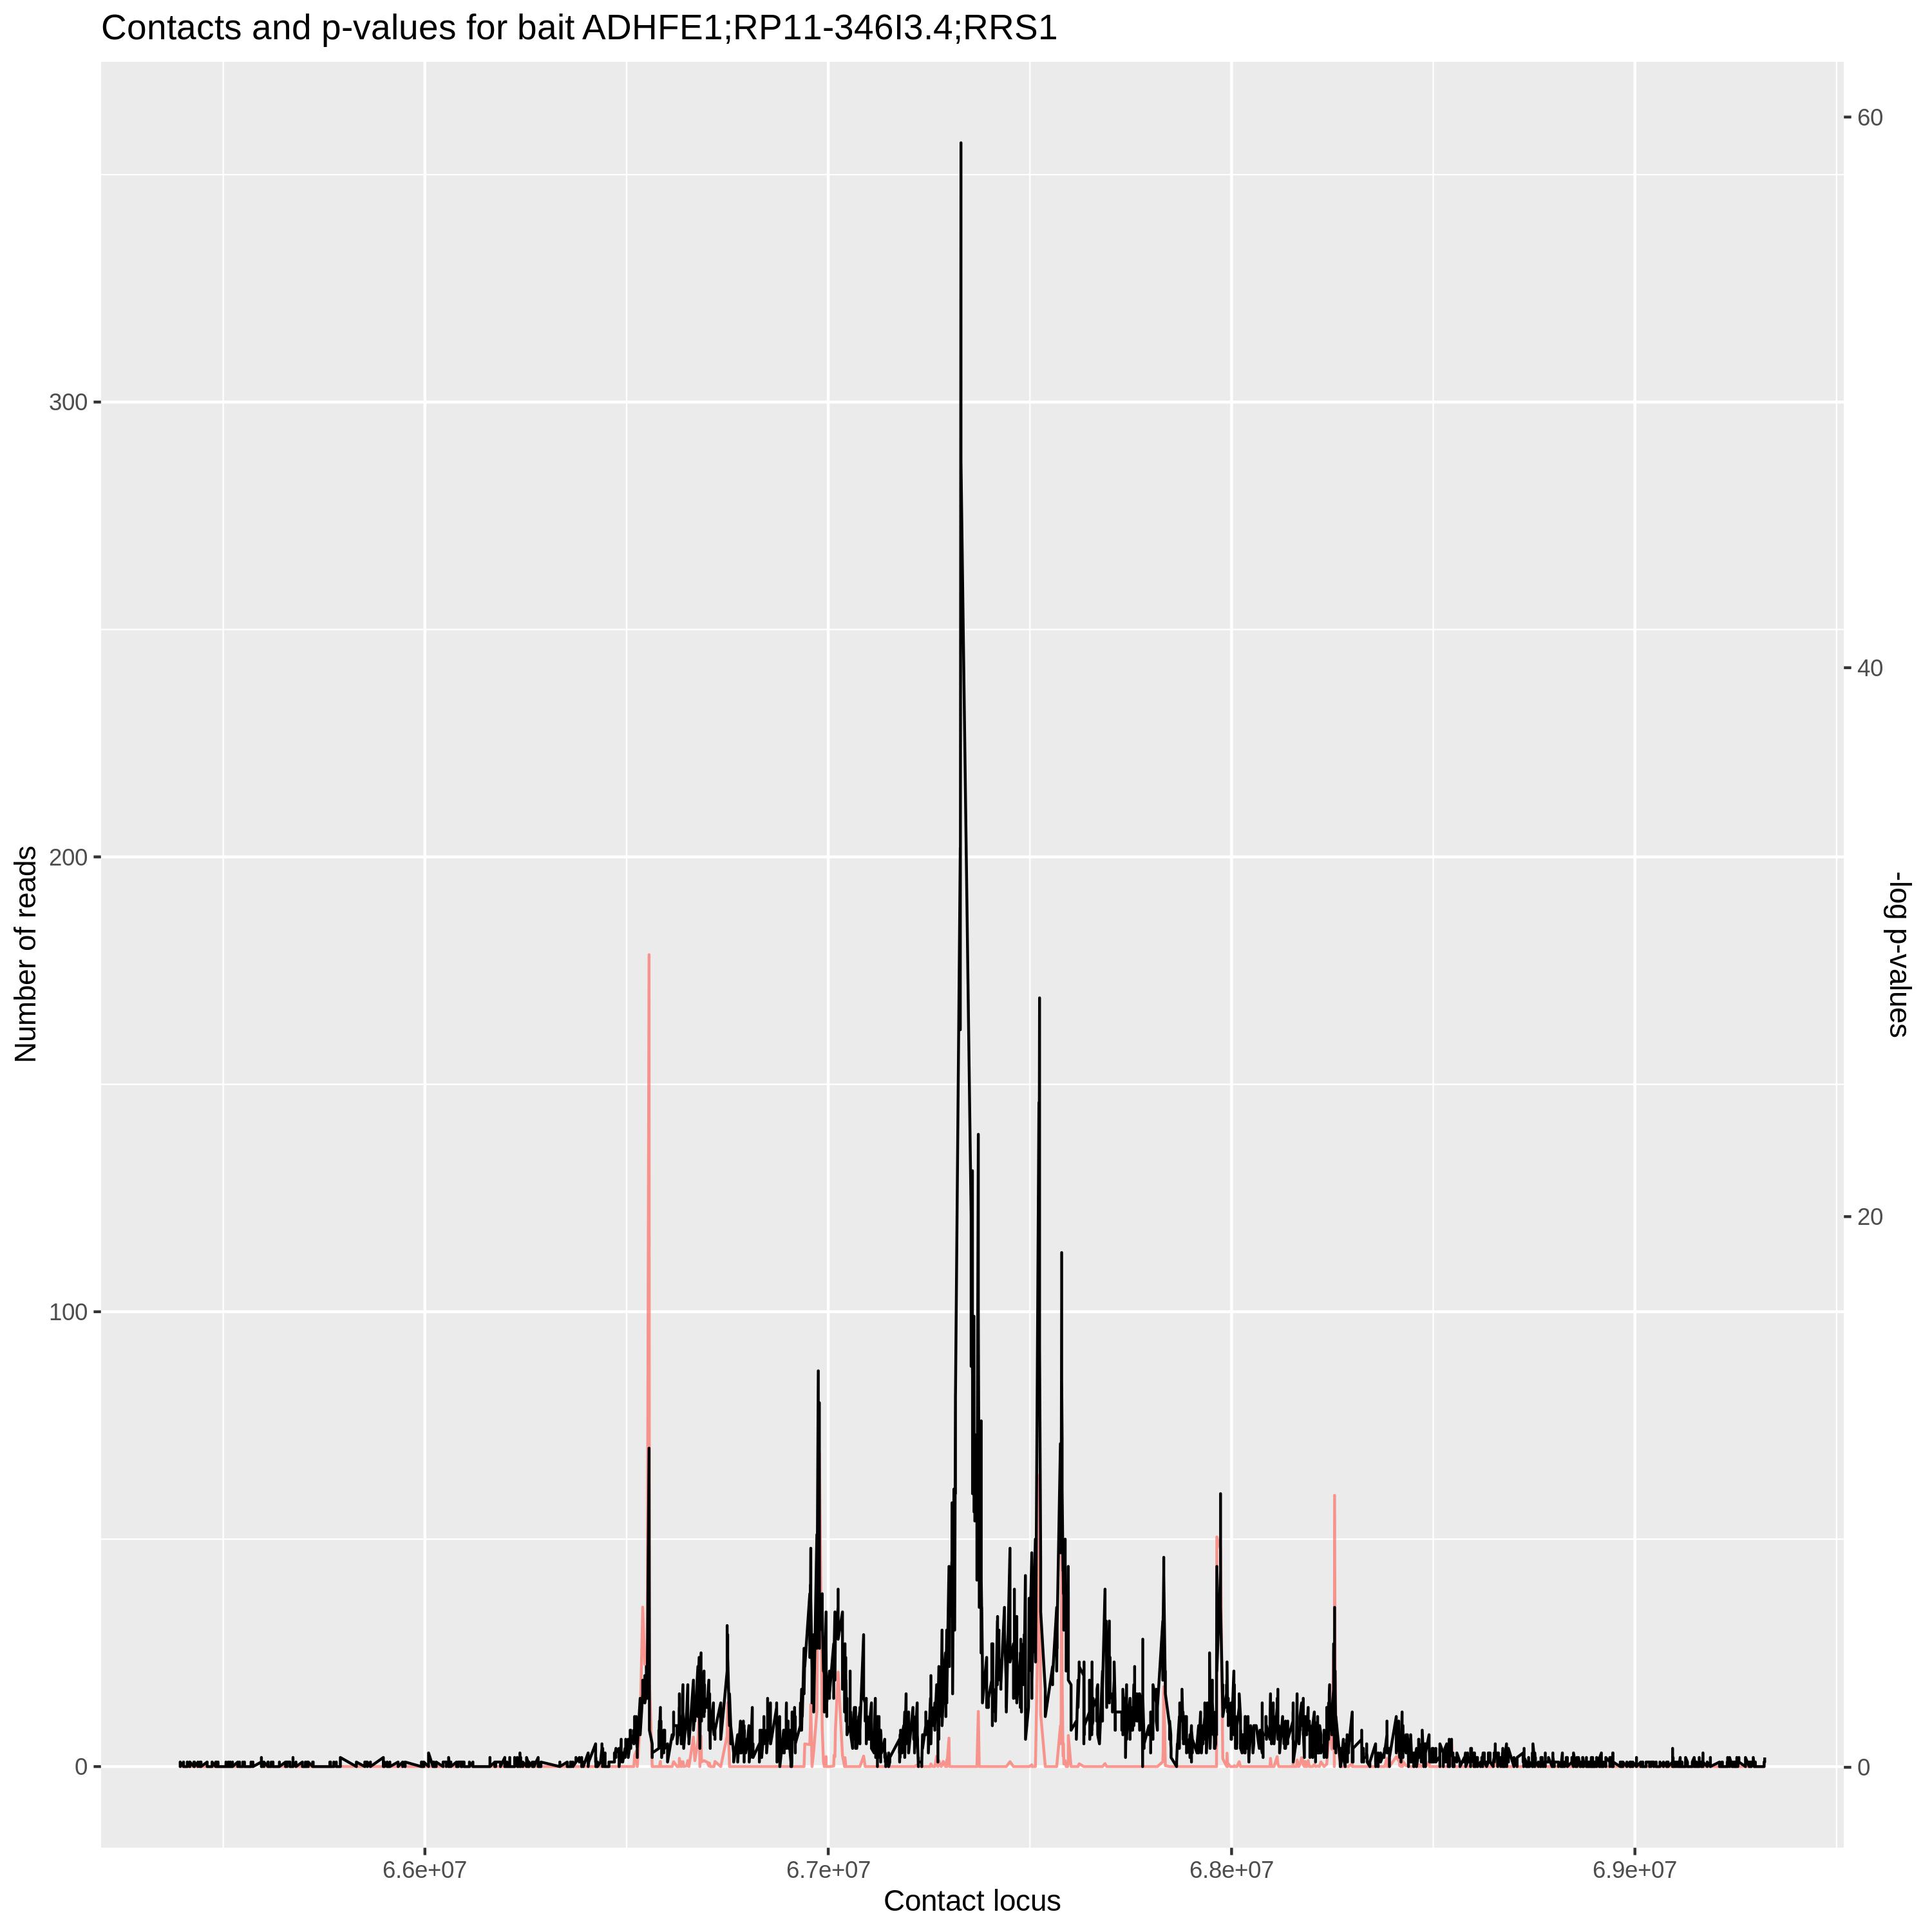 Contacts and p-values for bait ADHFE1;RP11-346I3.4;RRS1
60
300
40
200
Number of reads
-log p-values
20
100
0
0
6.6e+07
6.7e+07
6.8e+07
6.9e+07
Contact locus